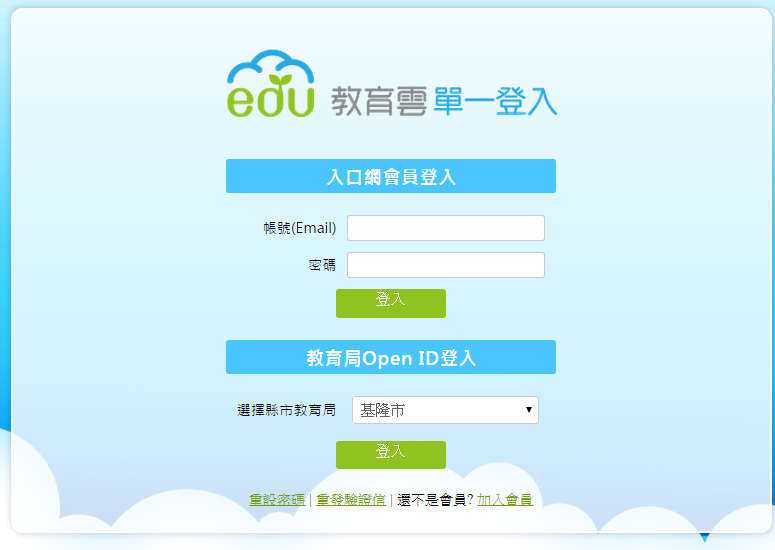 edu 教育雲 單一登入
入口網會員登入
帳號(Email)
密碼
登入
教育局Open ID登入
選擇縣市教育局 基隆市
登入
重設密碼 | 重發驗證信 | 還不是會員? 加入會員